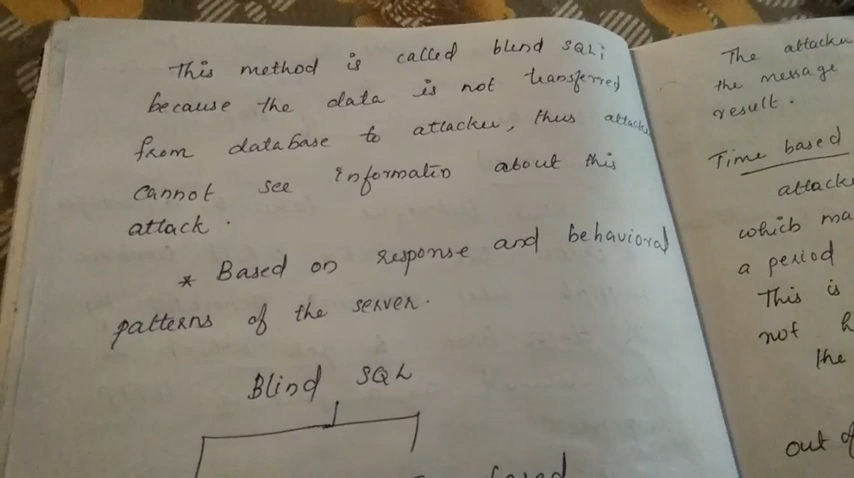 This method is called blind SQLi
because the data is not transferred
from database to attacker, thus attacker
cannot see information about this
attack.
* Based on response and behavioral
patterns of the server.
Blind SQL
The attacker
the message
result.
Time based
attack
which ma
a period
This is
not h
the
out of